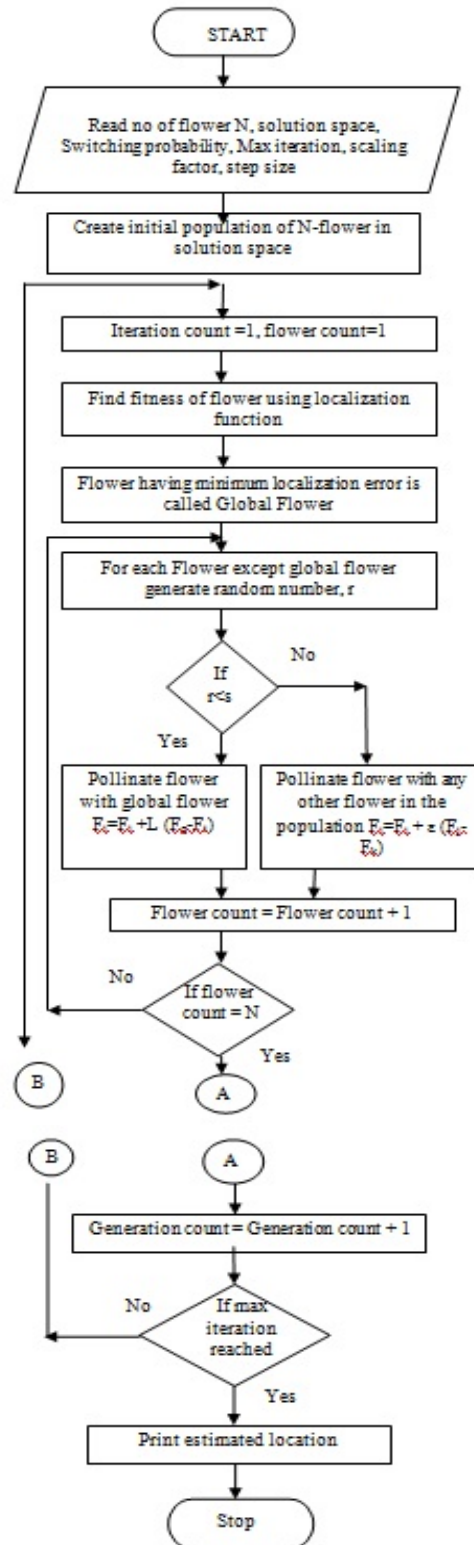 START
Read no of flower N, solution space,
Switching probability, Max iteration, scaling
factor, step size
Create initial population of N-flower in
solution space
Iteration count =1, flower count=1
Find fitness of flower using localization
function
Flower having minimum localization error is
called Global Flower
For each Flower except global flower
generate random number, r
If
r<s
No
Yes
Pollinate flower
with global flower
Pollinate flower with any
other flower in the
population
Flower count = Flower count + 1
No
If flower
count = N
Yes
B
A
B
A
Generation count = Generation count + 1
No
If max
iteration
reached
Yes
Print estimated location
Stop